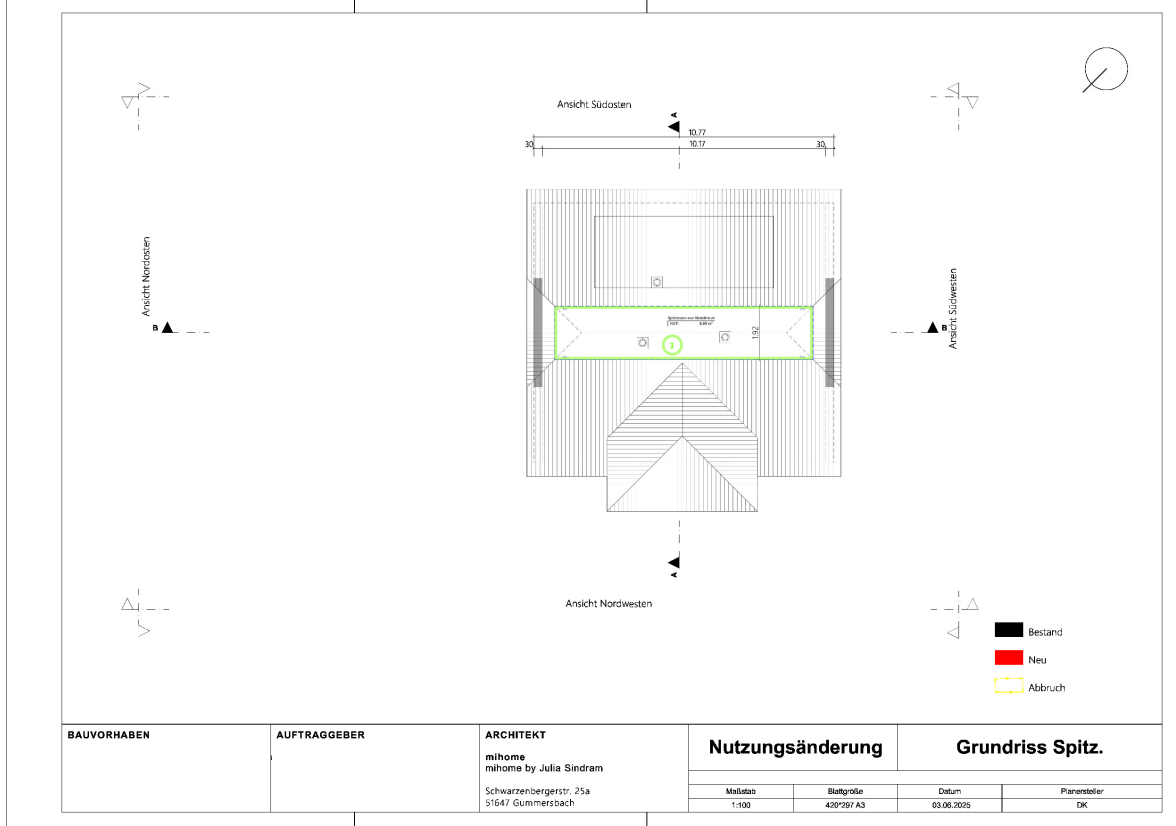 Ansicht Südosten
A
10.77
30
10.17
30
Ansicht Nordosten
Ansicht Südwesten
B
B
1.92
3
A
Ansicht Nordwesten
Bestand
Neu
Abbruch
BAUVORHABEN
AUFTRAGGEBER
ARCHITEKT
mihome
mihome by Julia Sindram
Schwarzenbergerstr. 25a
51647 Gummersbach
Nutzungsänderung
Grundriss Spitz.
Maßstab
Blattgröße
Datum
Planersteller
1:100
420*297 A3
03.06.2025
DK